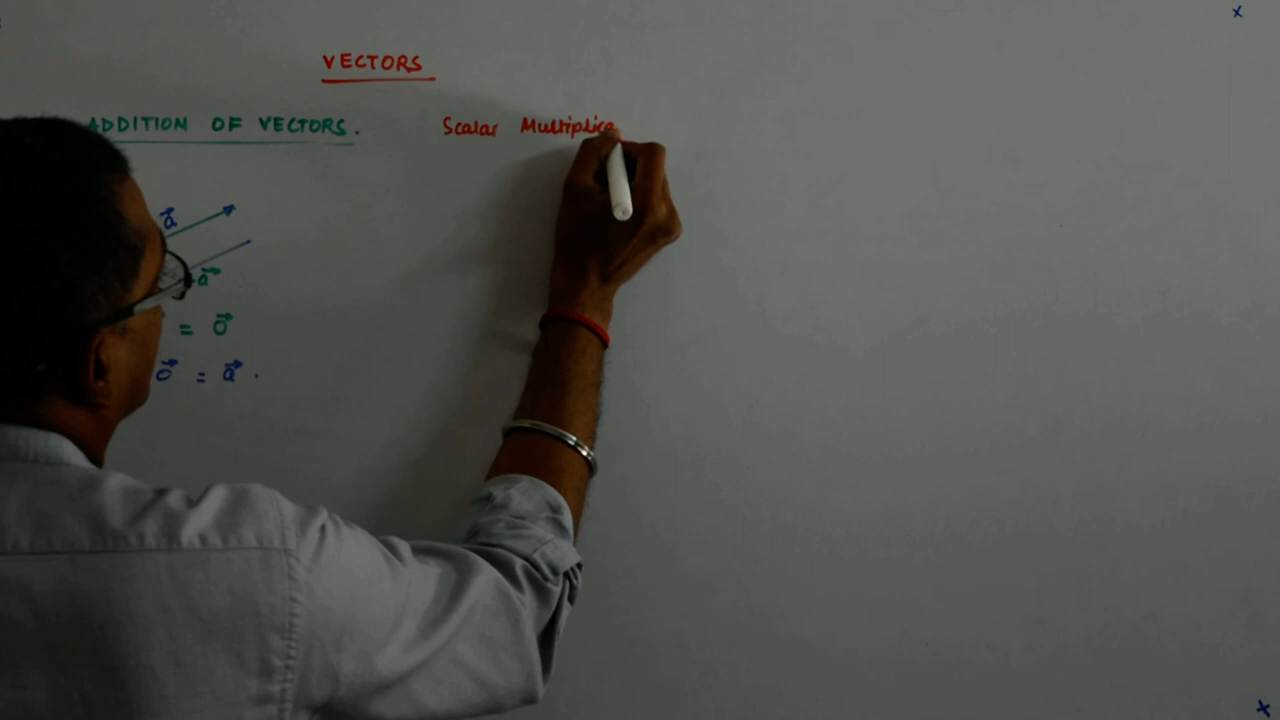 VECTORS
ADDITION OF VECTORS.
Scalar Multiplica
a⃗
a⃗
= 0⃗
0⃗ = a⃗.
x
x